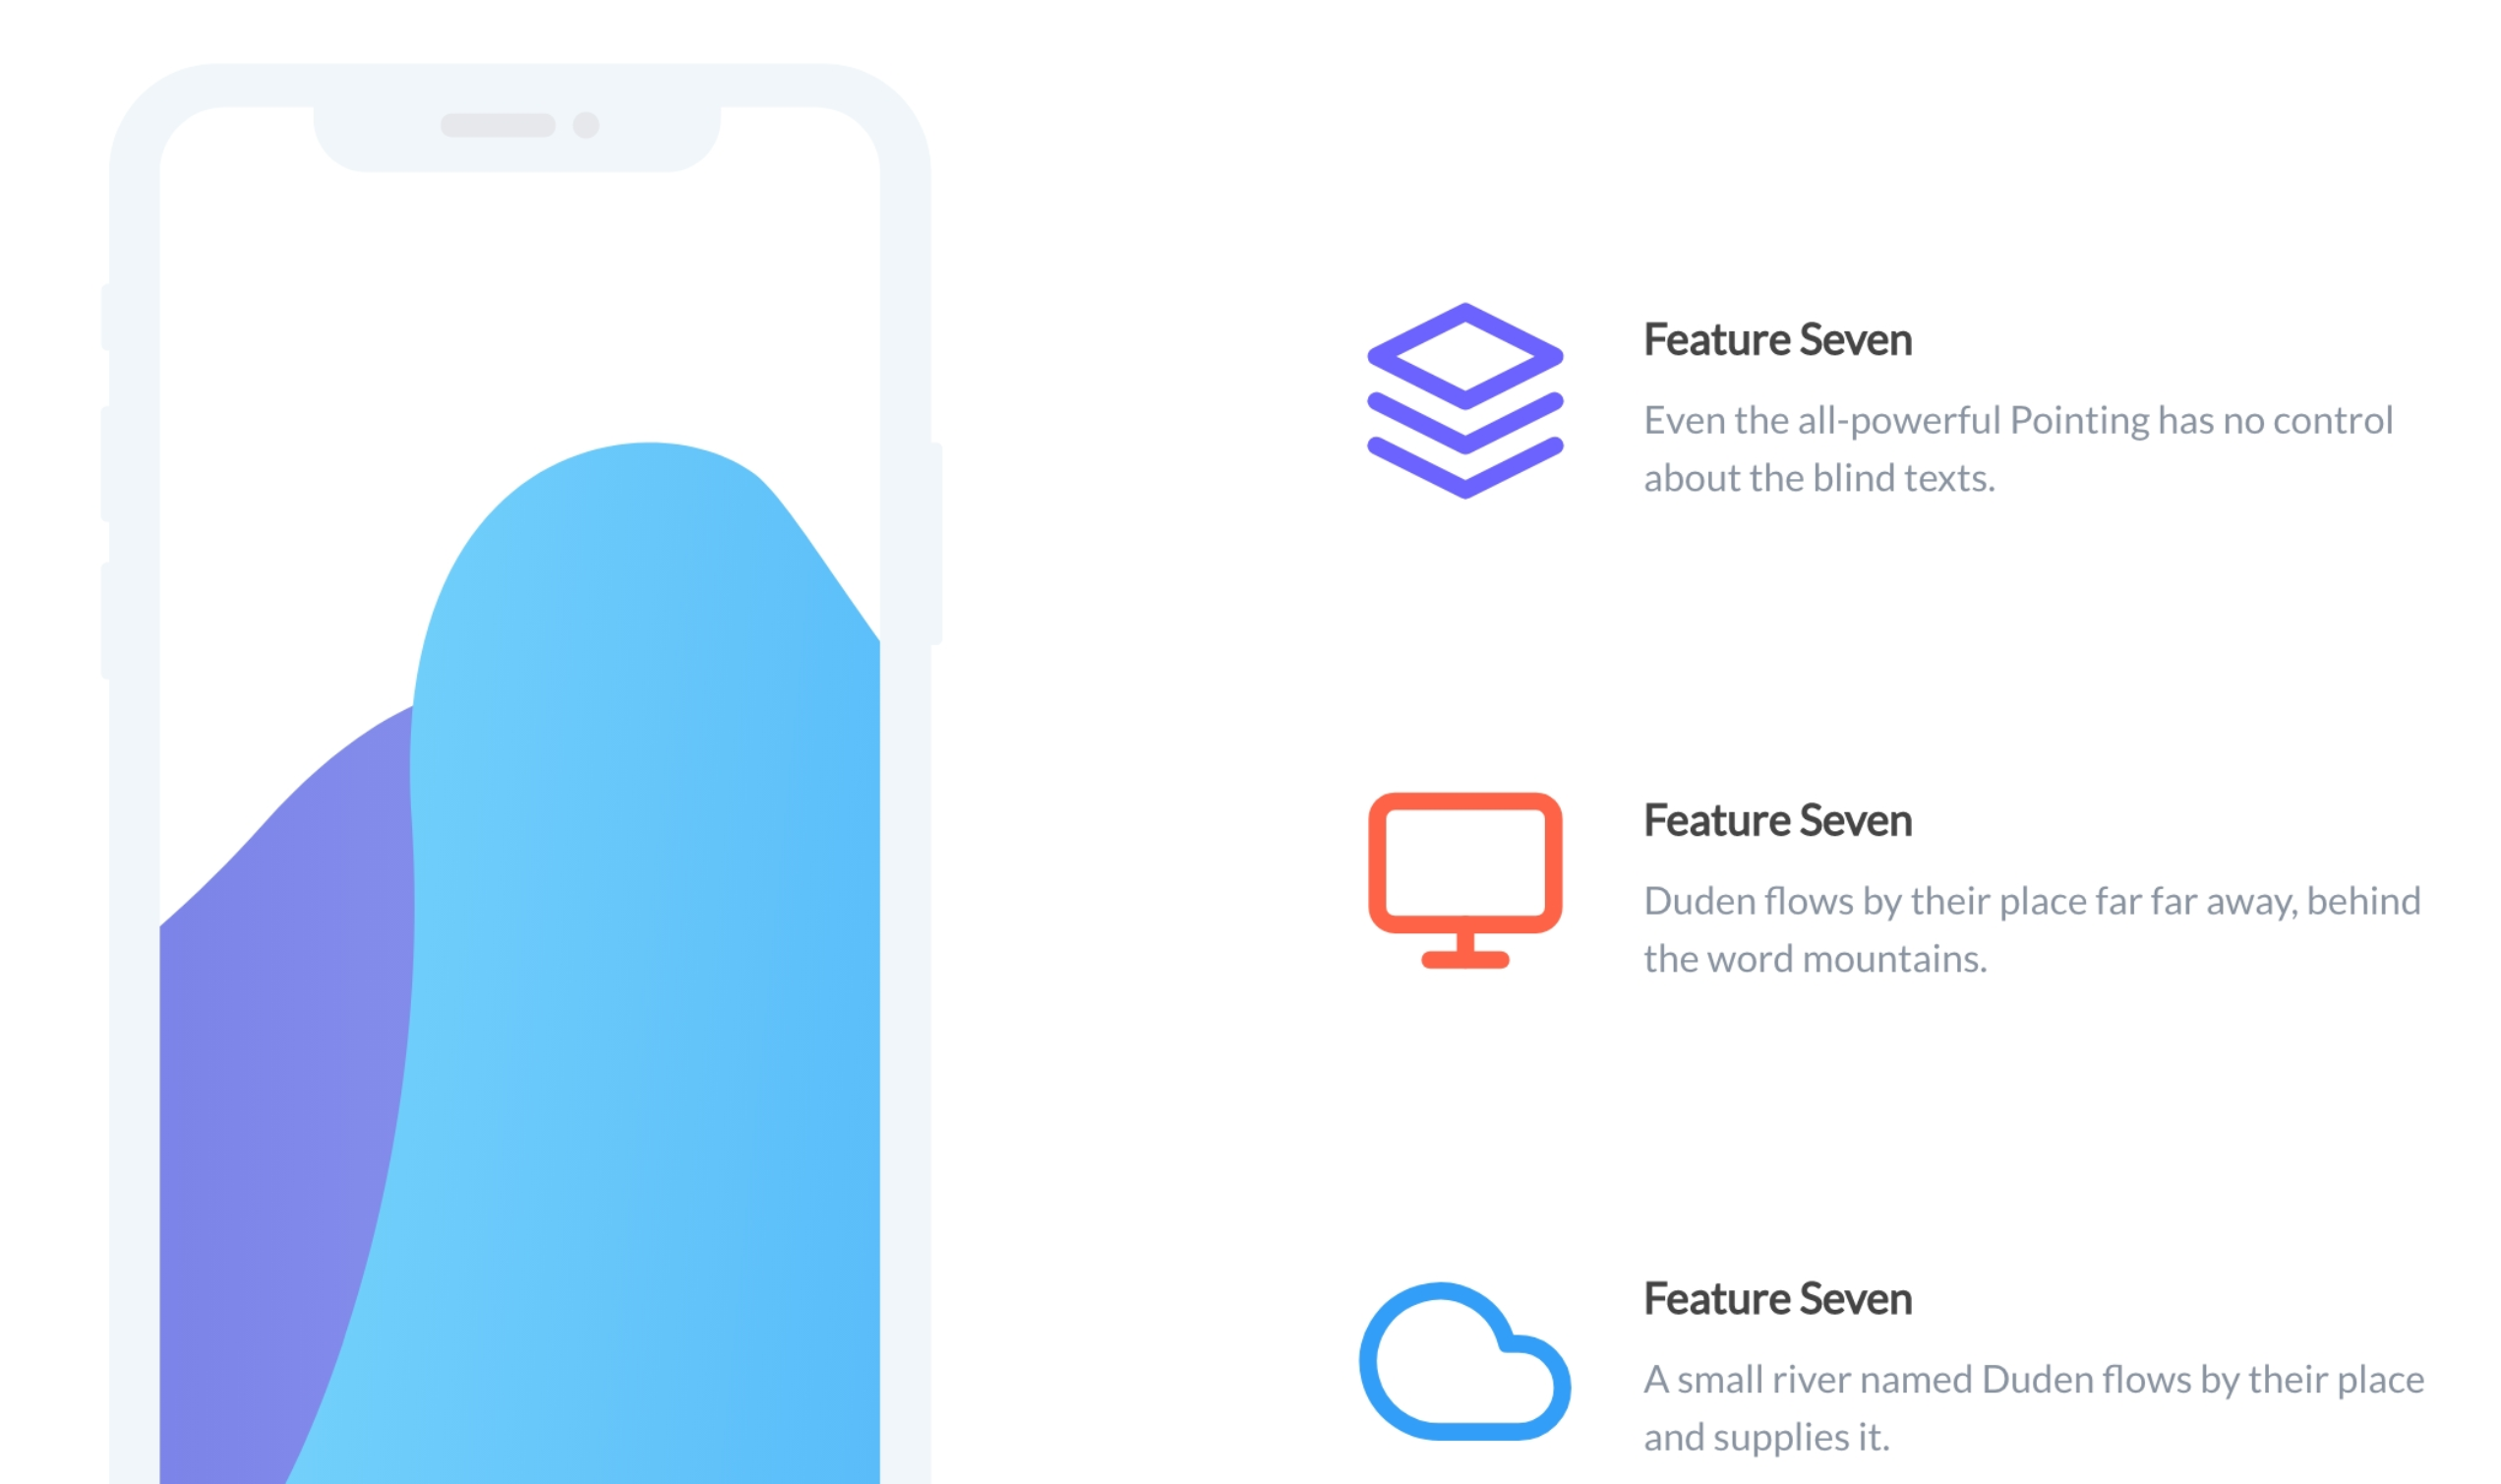 Feature Seven
Even the all-powerful Pointing has no control
about the blind texts.
Feature Seven
Duden flows by their place far far away, behind
the word mountains.
Feature Seven
A small river named Duden flows by their place
and supplies it.